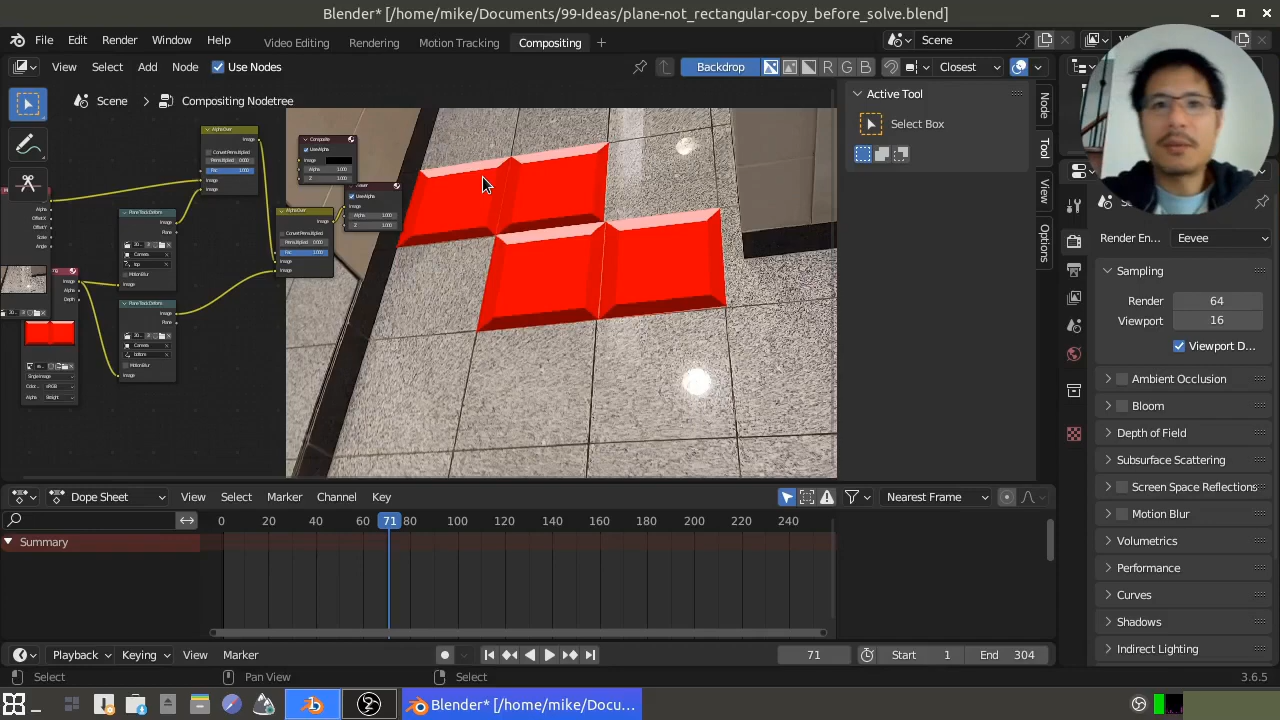 Blender* [/home/mike/Documents/99-Ideas/plane-not_rectangular-copy_before_solve.blend]
File Edit Render Window Help Video Editing Rendering Motion Tracking Compositing + Scene
View Select Add Node Use Nodes Backdrop R G B Closest
Scene > Compositing Nodetree
Active Tool
Select Box
Node
Tool
View
Options
Render En... Eevee
Sampling
Render 64
Viewport 16
Viewport D...
Ambient Occlusion
Bloom
Depth of Field
Subsurface Scattering
Screen Space Reflections
Motion Blur
Volumetrics
Performance
Curves
Shadows
Indirect Lighting
Dope Sheet View Select Marker Channel Key Nearest Frame
0 20 40 60 71 80 100 120 140 160 180 200 220 240
Summary
Playback Keying View Marker 71 Start 1 End 304
Select Pan View Select 3.6.5
Blender* [/home/mike/Docu...